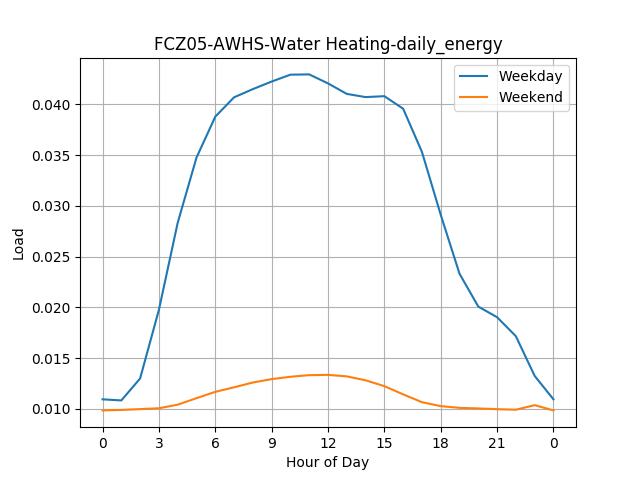 FCZ05-AWHS-Water Heating-daily_energy
Weekday
Weekend
0.040
0.035
0.030
0.025
0.020
0.015
0.010
Load
0 3 6 9 12 15 18 21 0
Hour of Day